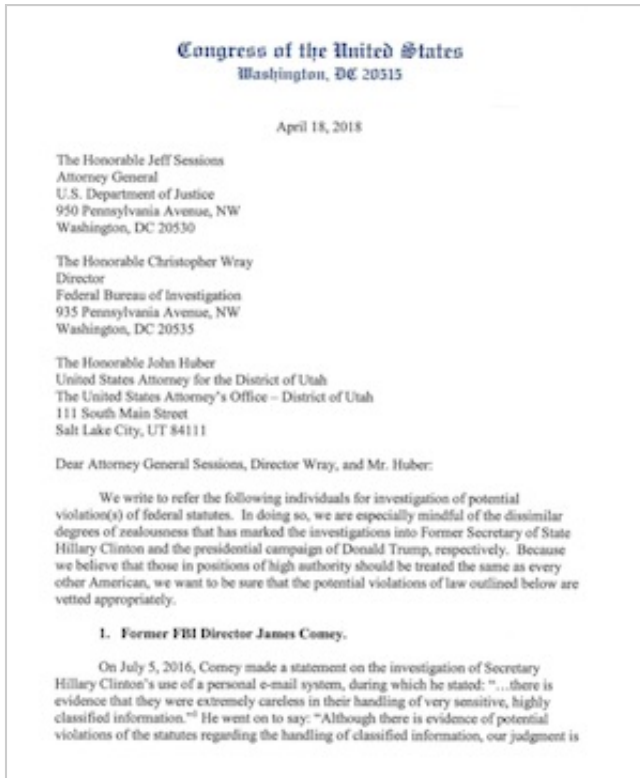 Congress of the United States
Washington, DC 20515
April 18, 2018
The Honorable Jeff Sessions
Attorney General
U.S. Department of Justice
950 Pennsylvania Avenue, NW
Washington, DC 20530
The Honorable Christopher Wray
Director
Federal Bureau of Investigation
935 Pennsylvania Avenue, NW
Washington, DC 20535
The Honorable John Huber
United States Attorney for the District of Utah
The United States Attorney's Office – District of Utah
111 South Main Street
Salt Lake City, UT 84111
Dear Attorney General Sessions, Director Wray, and Mr. Huber:
We write to refer the following individuals for investigation of potential
violation(s) of federal statutes. In doing so, we are especially mindful of the dissimilar
degrees of zealousness that has marked the investigations into Former Secretary of State
Hillary Clinton and the presidential campaign of Donald Trump, respectively. Because
we believe that those in positions of high authority should be treated the same as every
other American, we want to be sure that the potential violations of law outlined below are
vetted appropriately.
1. Former FBI Director James Comey.
On July 5, 2016, Comey made a statement on the investigation of Secretary
Hillary Clinton's use of a personal e-mail system, during which he stated: "…there is
evidence that they were extremely careless in their handling of very sensitive, highly
classified information."¹ He went on to say: "Although there is evidence of potential
violations of the statutes regarding the handling of classified information, our judgment is